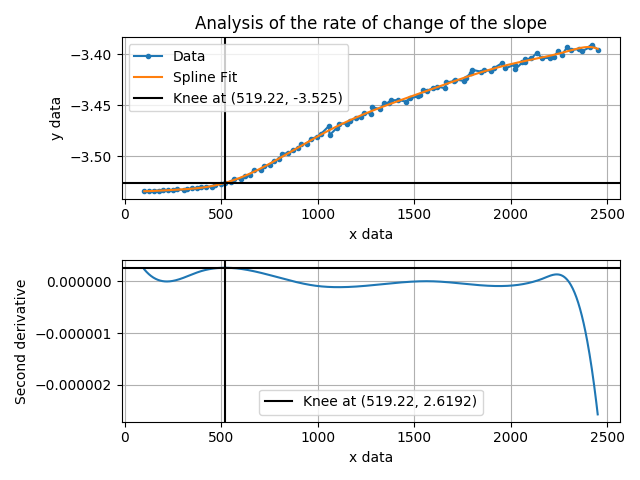 Analysis of the rate of change of the slope
Data
Spline Fit
Knee at (519.22, -3.525)
y data
−3.40
−3.45
−3.50
0
500
1000
1500
2000
2500
x data
Second derivative
0.000000
−0.000001
−0.000002
Knee at (519.22, 2.6192)
0
500
1000
1500
2000
2500
x data